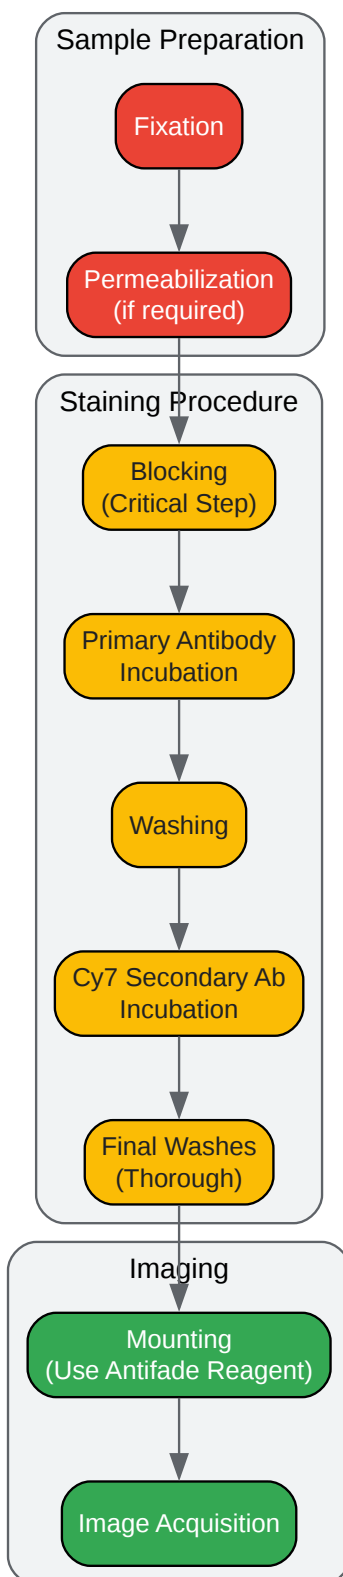 Sample Preparation
Fixation
Permeabilization
(if required)
Staining Procedure
Blocking
(Critical Step)
Primary Antibody
Incubation
Washing
Cy7 Secondary Ab
Incubation
Final Washes
(Thorough)
Imaging
Mounting
(Use Antifade Reagent)
Image Acquisition